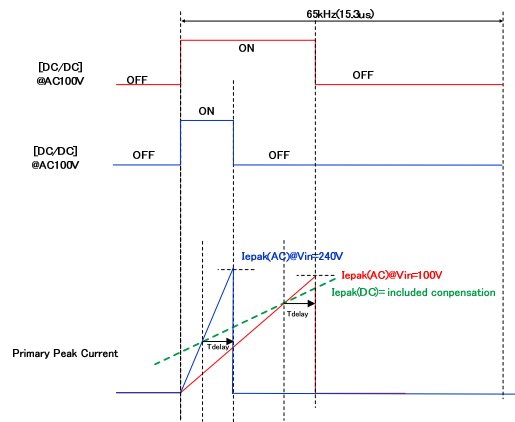 65kHz(15.3us)
ON
[DC/DC]
@AC100V
OFF
OFF
ON
[DC/DC]
@AC100V
OFF
OFF
Iepak(AC)@Vin=240V
Iepak(AC)@Vin=100V
Iepak(DC)= included conpensation
Tdelay
Tdelay
Primary Peak Current